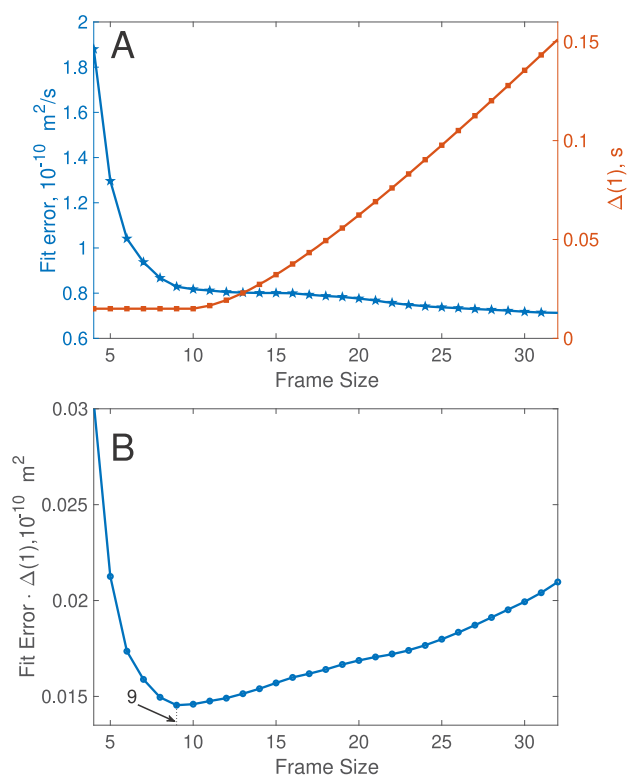 A
2
1.8
1.6
1.4
1.2
1
0.8
0.6
Fit error, 10⁻¹⁰ m²/s
0.15
0.1
0.05
0
Δ(1), s
5 10 15 20 25 30
Frame Size
B
0.03
0.025
0.02
0.015
Fit Error · Δ(1),10⁻¹⁰ m²
9
5 10 15 20 25 30
Frame Size